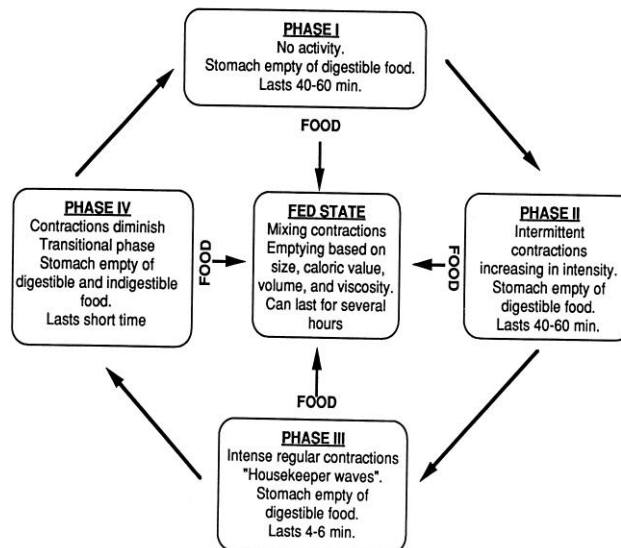 PHASE I
No activity.
Stomach empty of digestible food.
Lasts 40-60 min.
FOOD
PHASE IV
Contractions diminish
Transitional phase
Stomach empty of
digestible and indigestible
food.
Lasts short time
FOOD
FED STATE
Mixing contractions
Emptying based on
size, caloric value,
volume, and viscosity.
Can last for several
hours
FOOD
PHASE II
Intermittent
contractions
increasing in intensity.
Stomach empty of
digestible food.
Lasts 40-60 min.
FOOD
PHASE III
Intense regular contractions
"Housekeeper waves".
Stomach empty of
digestible food.
Lasts 4-6 min.